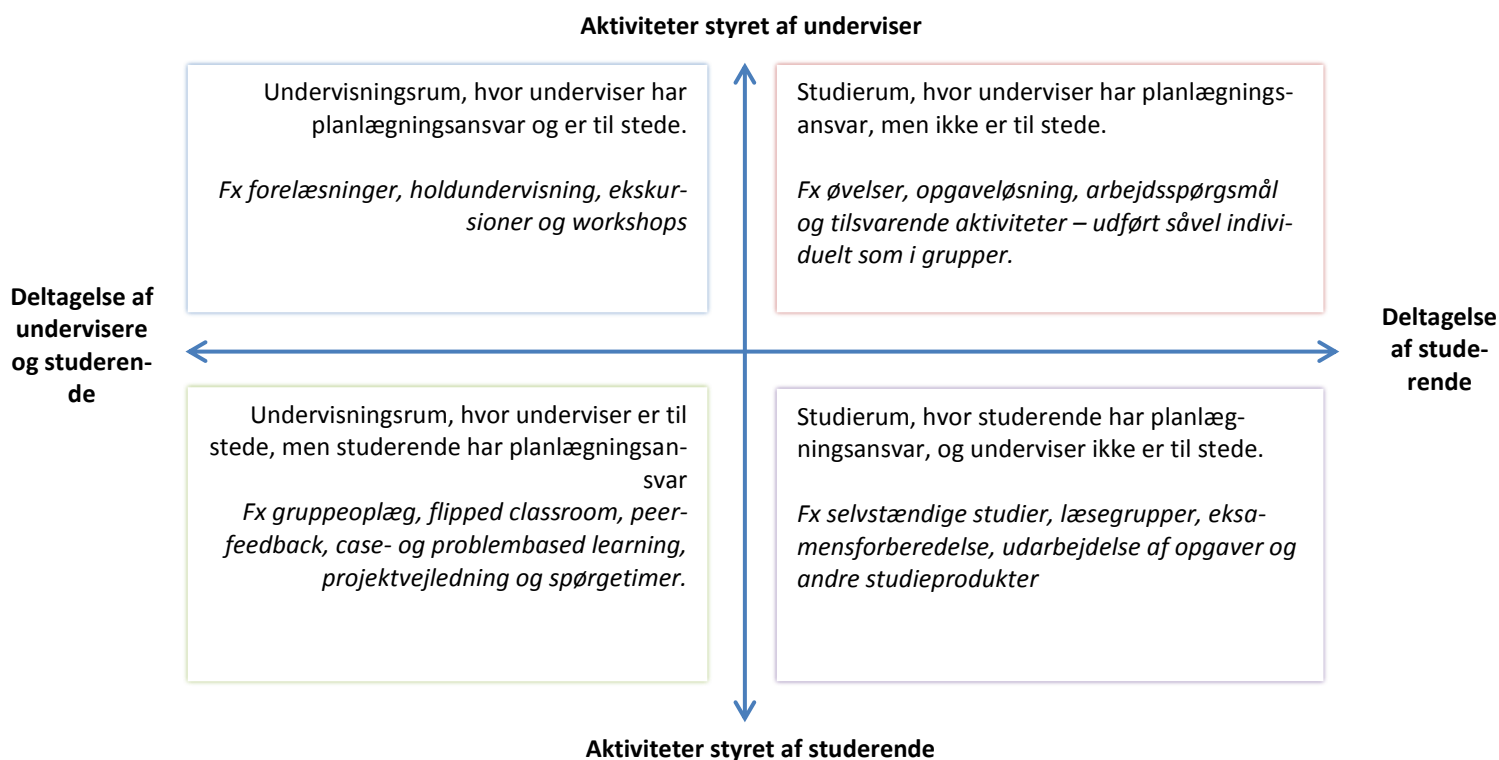 Aktiviteter styret af underviser
Undervisningsrum, hvor underviser har
planlægningsansvar og er til stede.
Fx forelæsninger, holdundervisning, ekskur-
sioner og workshops
Studierum, hvor underviser har planlægnings-
ansvar, men ikke er til stede.
Fx øvelser, opgaveløsning, arbejdsspørgsmål
og tilsvarende aktiviteter – udført såvel indivi-
duelt som i grupper.
Deltagelse af
undervisere
og studeren-
de
Deltagelse
af stude-
rende
Undervisningsrum, hvor underviser er til
stede, men studerende har planlægningsan-
svar
Fx gruppeoplæg, flipped classroom, peer-
feedback, case- og problembased learning,
projektvejledning og spørgetimer.
Studierum, hvor studerende har planlæg-
ningsansvar, og underviser ikke er til stede.
Fx selvstændige studier, læsegrupper, eksa-
mensforberedelse, udarbejdelse af opgaver og
andre studieprodukter
Aktiviteter styret af studerende